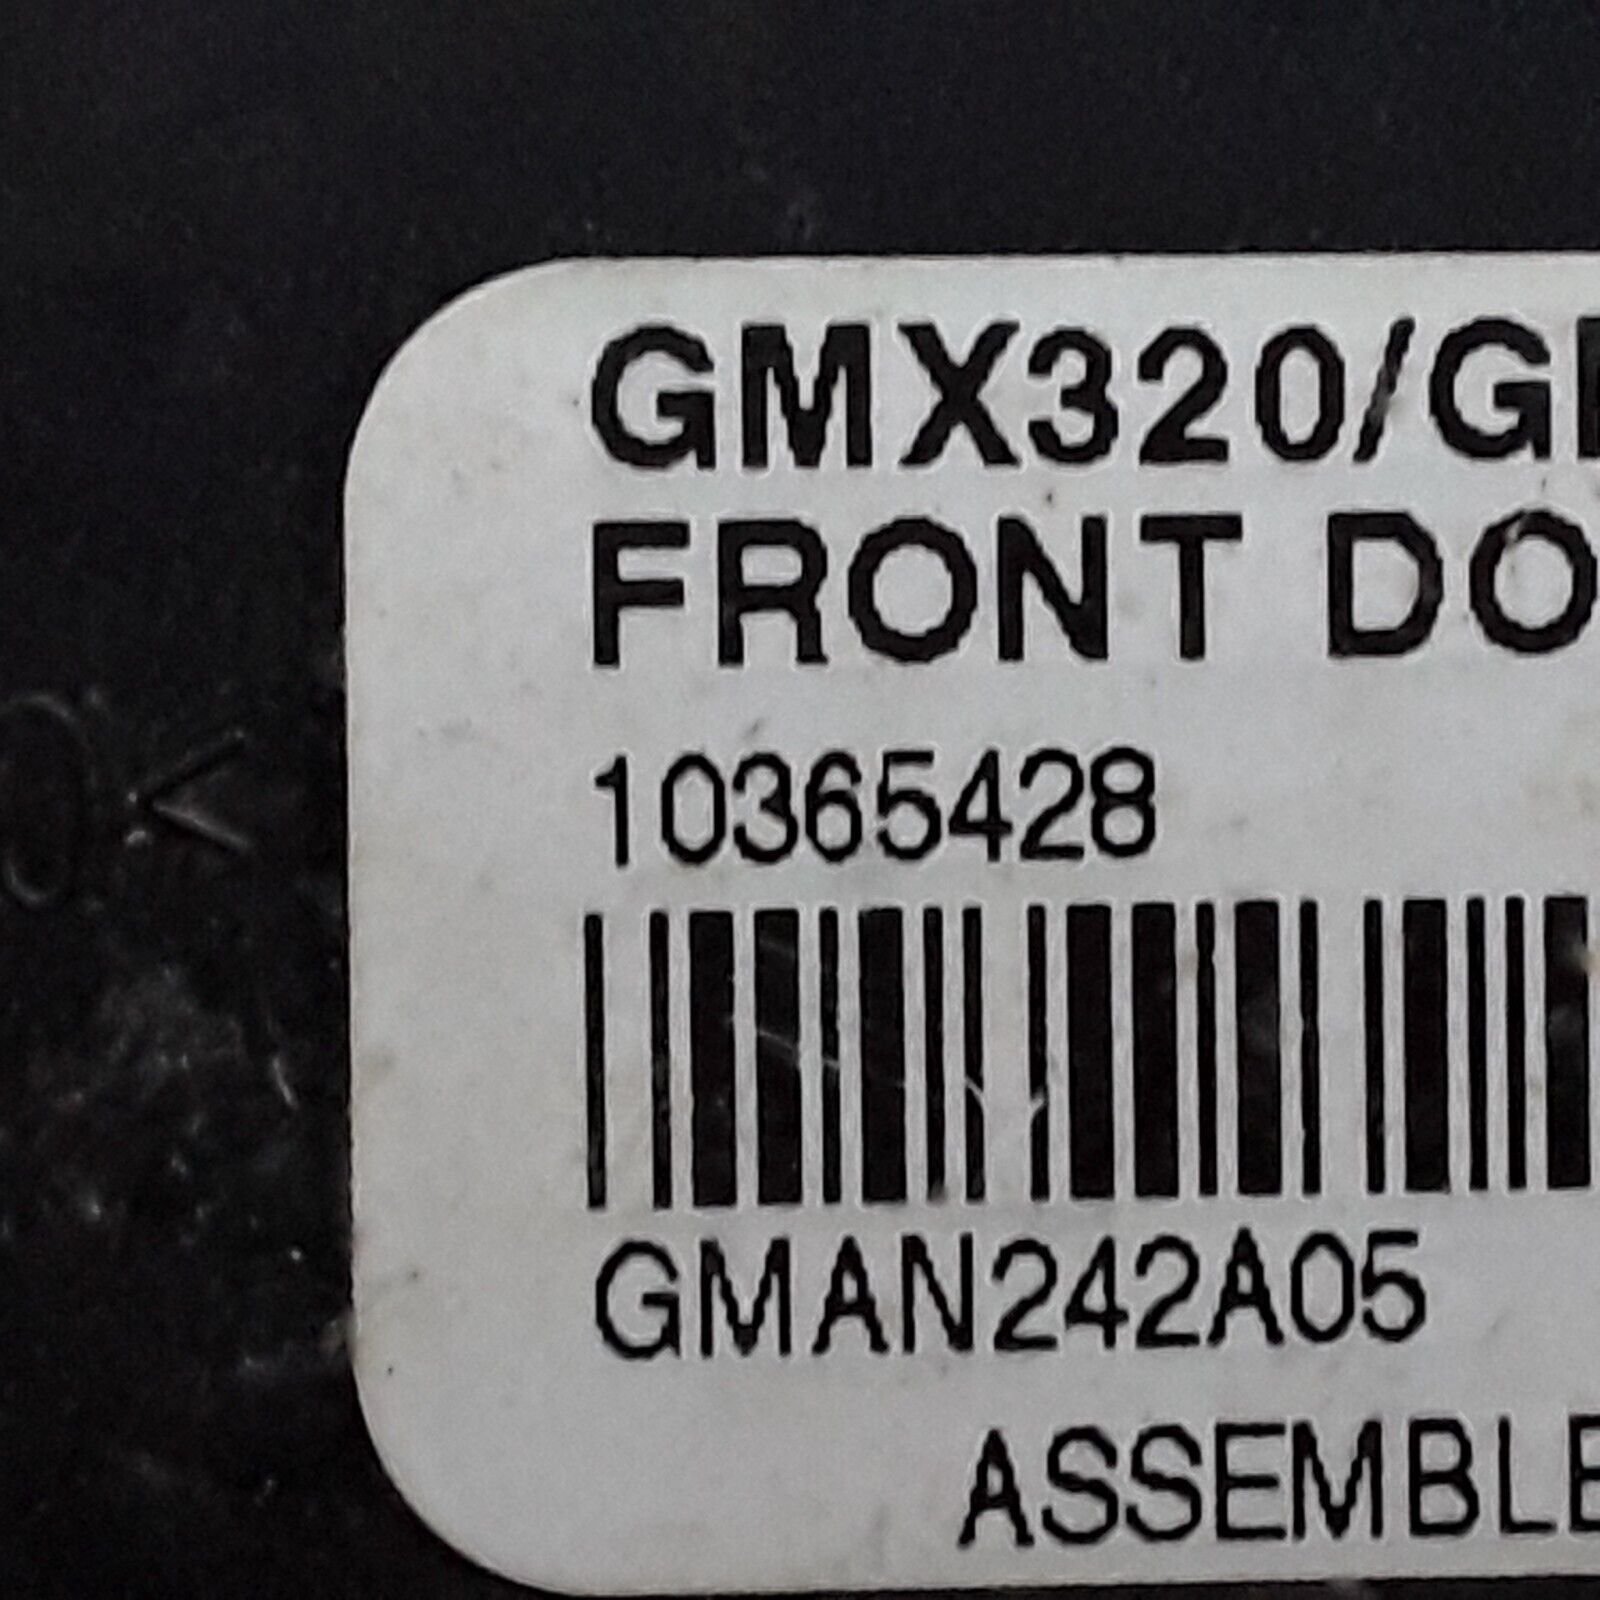 GMX320/G
FRONT DO
10365428
GMAN242A05
ASSEMBLE